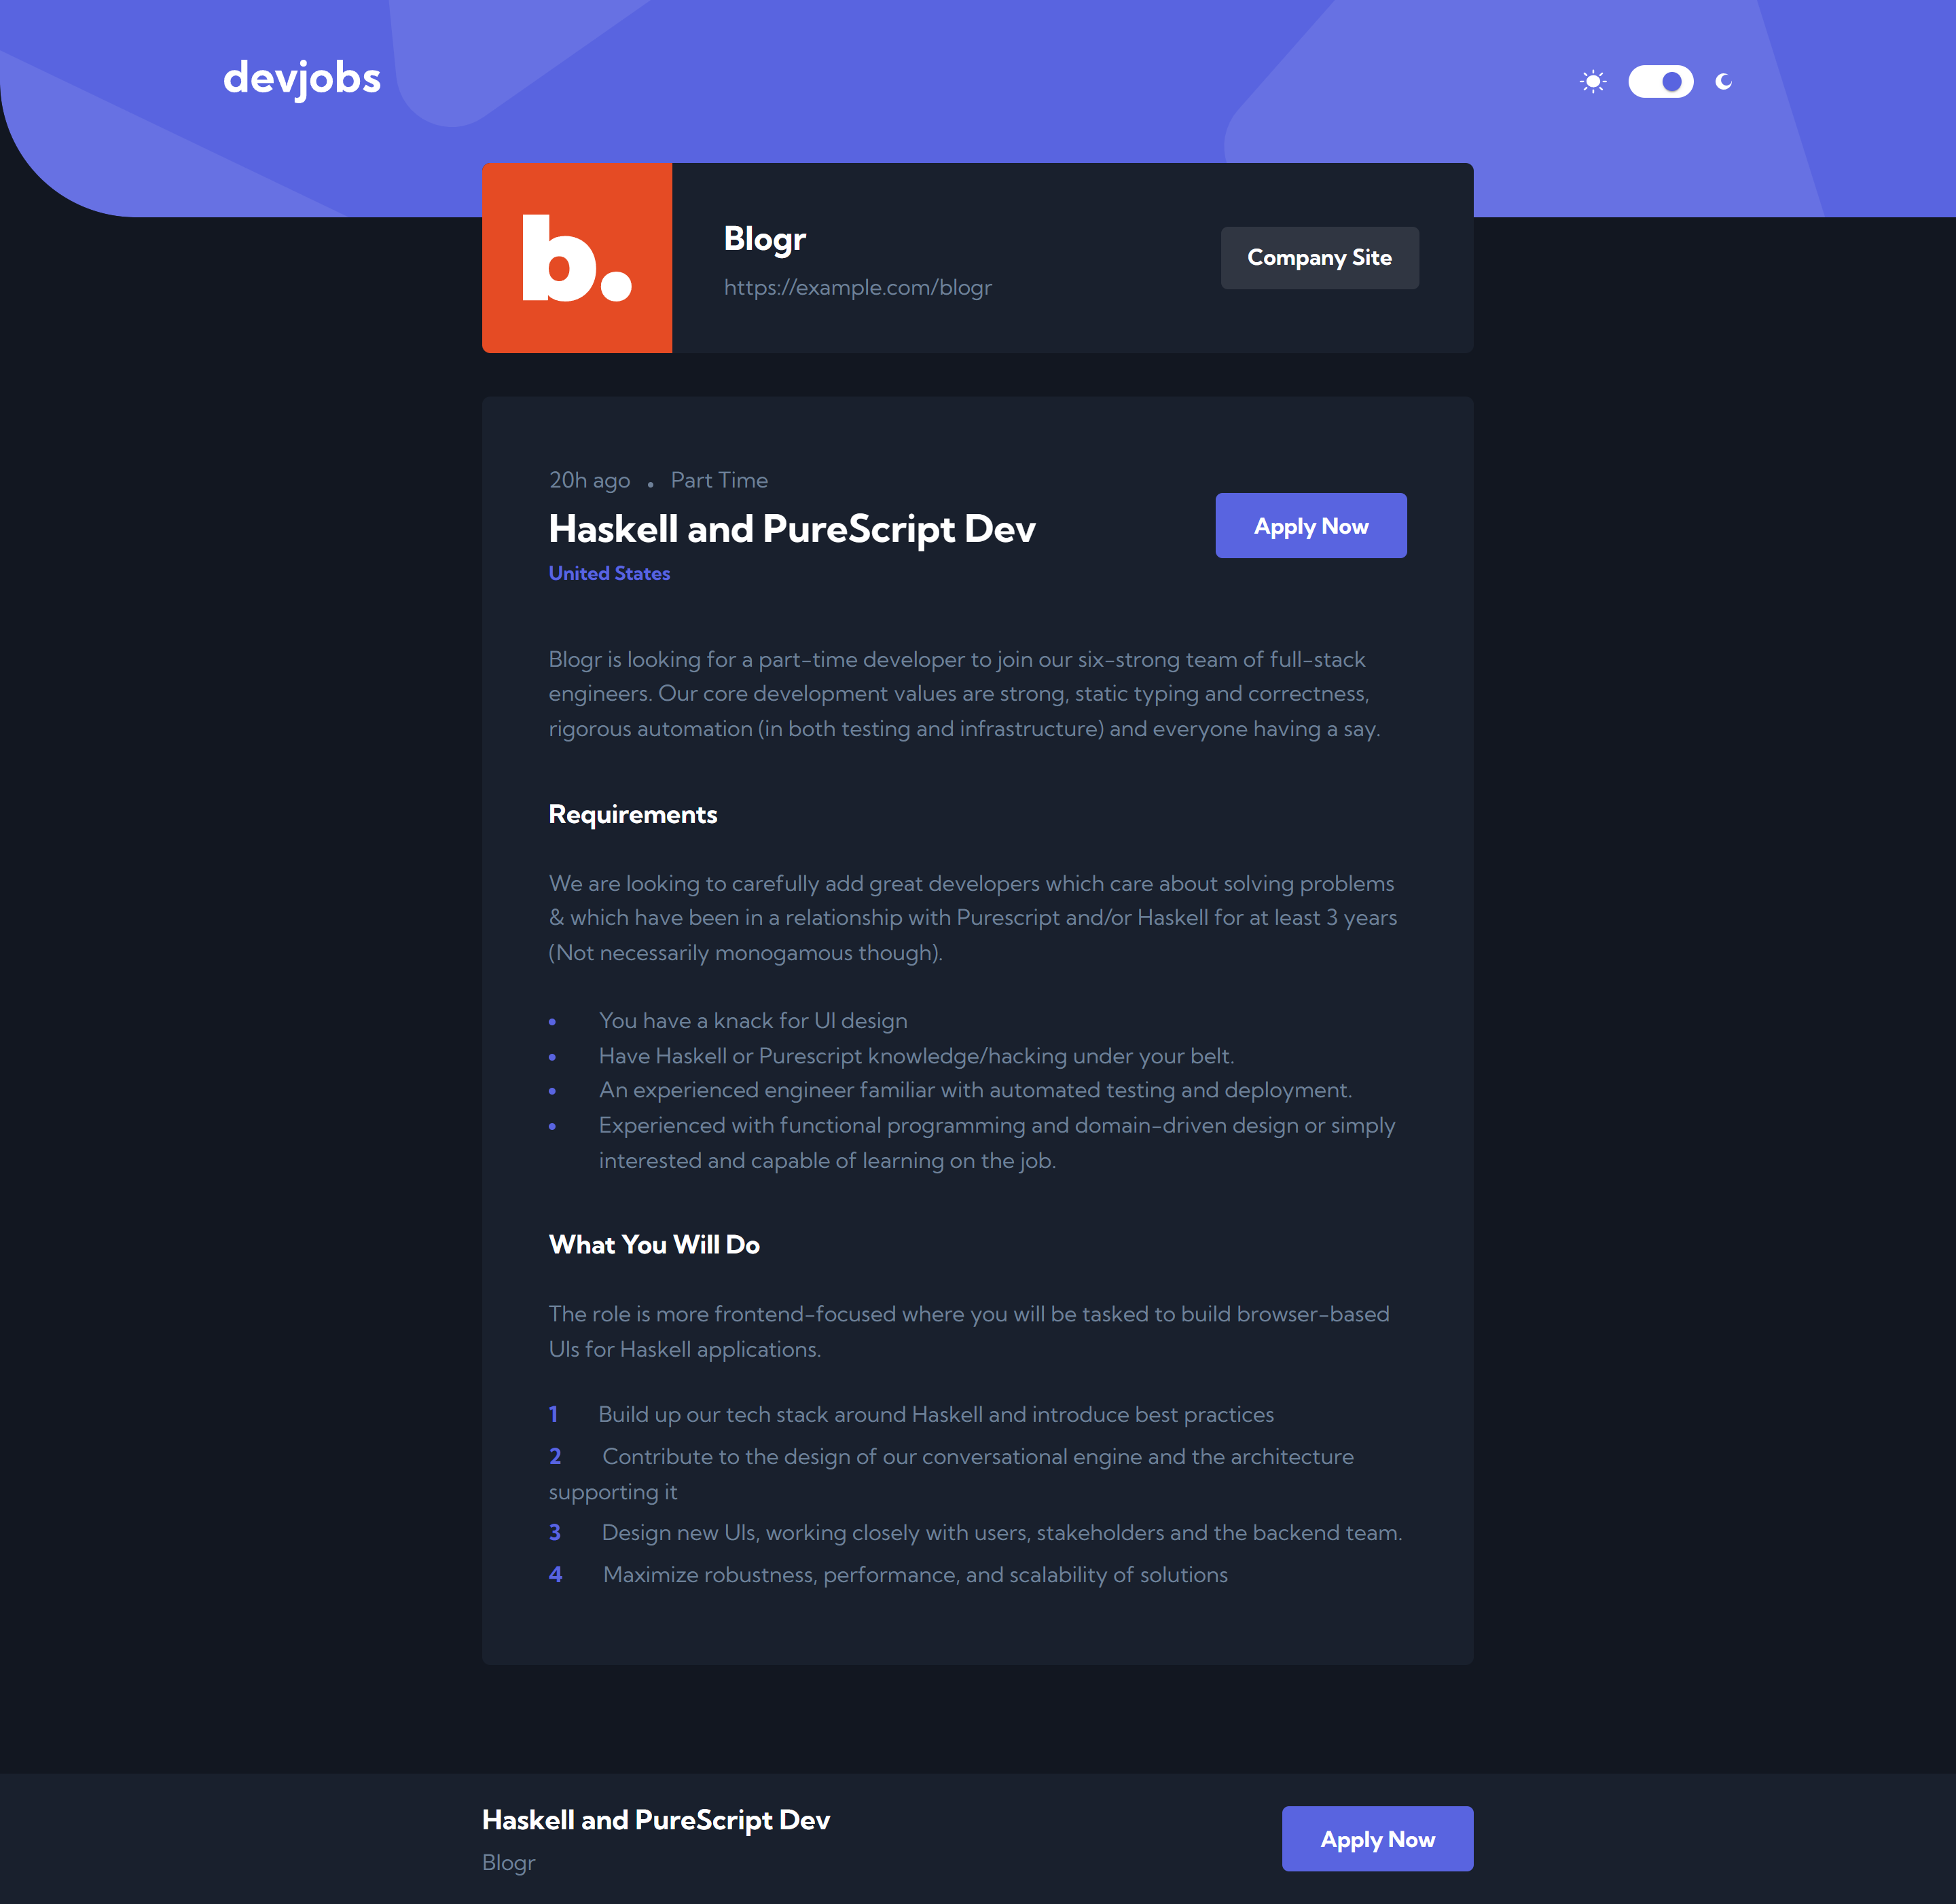 devjobs
b.
Blogr
https://example.com/blogr
Company Site
20h ago . Part Time
Haskell and PureScript Dev
United States
Apply Now
Blogr is looking for a part-time developer to join our six-strong team of full-stack
engineers. Our core development values are strong, static typing and correctness,
rigorous automation (in both testing and infrastructure) and everyone having a say.
Requirements
We are looking to carefully add great developers which care about solving problems
& which have been in a relationship with Purescript and/or Haskell for at least 3 years
(Not necessarily monogamous though).
• You have a knack for UI design
• Have Haskell or Purescript knowledge/hacking under your belt.
• An experienced engineer familiar with automated testing and deployment.
• Experienced with functional programming and domain-driven design or simply
interested and capable of learning on the job.
What You Will Do
The role is more frontend-focused where you will be tasked to build browser-based
UIs for Haskell applications.
1 Build up our tech stack around Haskell and introduce best practices
2 Contribute to the design of our conversational engine and the architecture
supporting it
3 Design new UIs, working closely with users, stakeholders and the backend team.
4 Maximize robustness, performance, and scalability of solutions
Haskell and PureScript Dev
Blogr
Apply Now